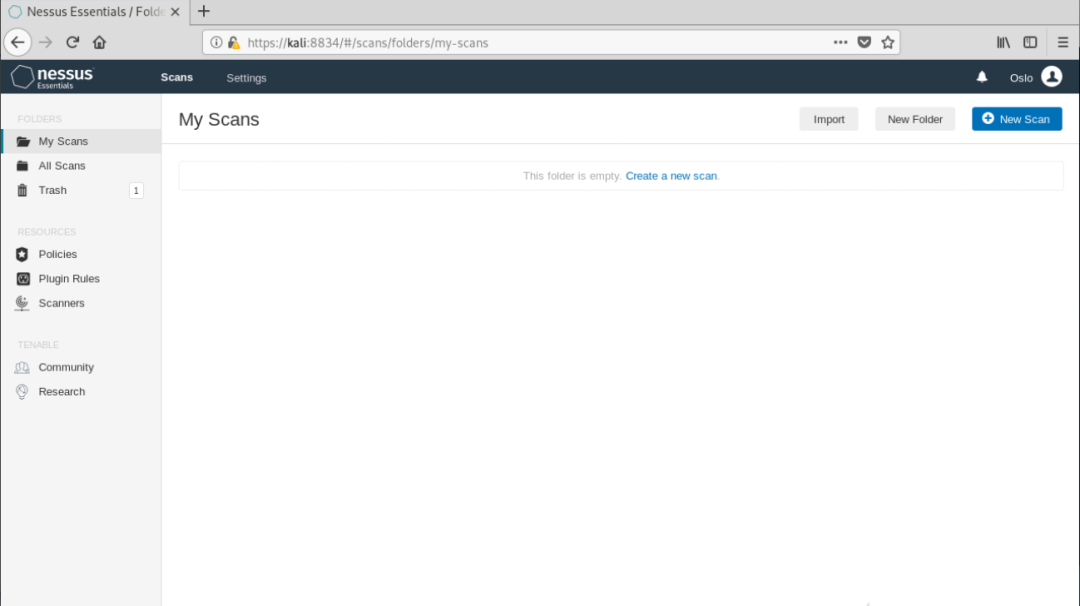 Nessus Essentials / Folde
https://kali:8834/#/scans/folders/my-scans
nessus
Essentials
Scans
Settings
Oslo
FOLDERS
My Scans
All Scans
Trash
1
RESOURCES
Policies
Plugin Rules
Scanners
TENABLE
Community
Research
My Scans
Import
New Folder
New Scan
This folder is empty. Create a new scan.